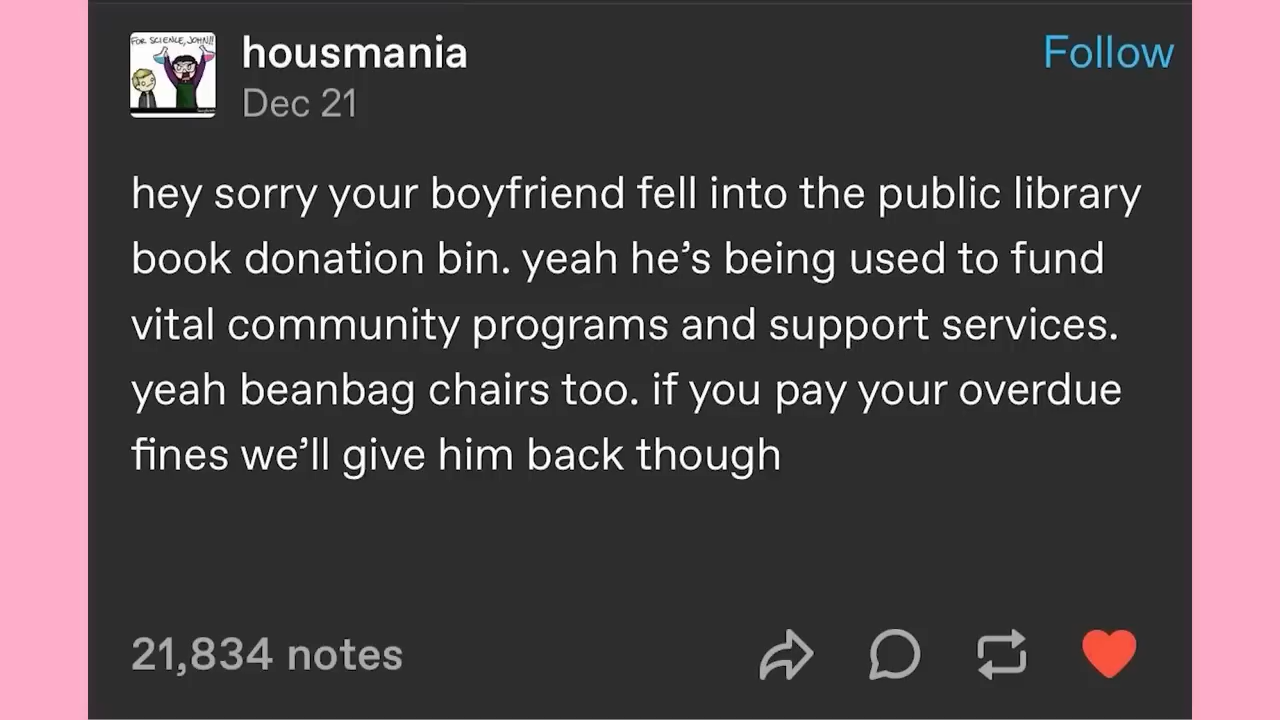 FOR SCIENCE, JOHN!!
housmania
Follow
Dec 21
hey sorry your boyfriend fell into the public library
book donation bin. yeah he’s being used to fund
vital community programs and support services.
yeah beanbag chairs too. if you pay your overdue
fines we’ll give him back though
21,834 notes